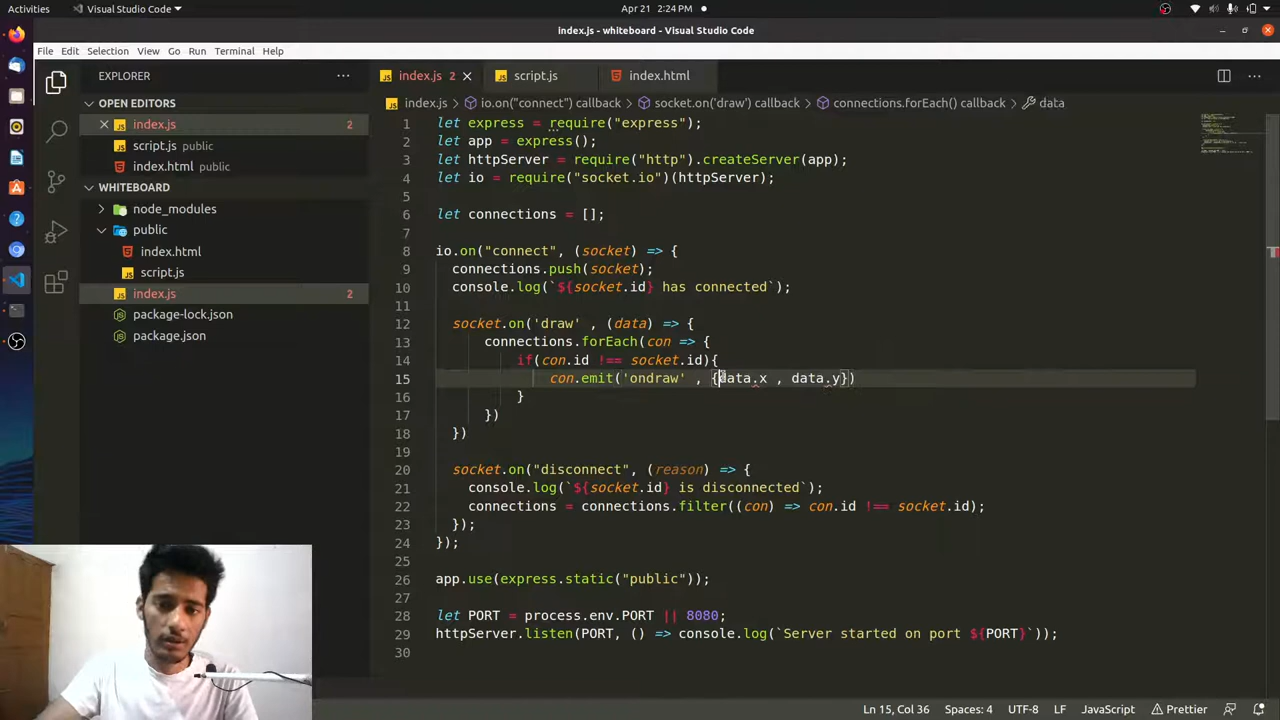 Activities Visual Studio Code Apr 21 2:24 PM
index.js - whiteboard - Visual Studio Code
File Edit Selection View Go Run Terminal Help
EXPLORER
index.js 2 script.js index.html
OPEN EDITORS
index.js 2
script.js public
index.html public
WHITEBOARD
node_modules
public
index.html
script.js
index.js 2
package-lock.json
package.json
index.js > io.on("connect") callback > socket.on('draw') callback > connections.forEach() callback > data
1 let express = require("express");
2 let app = express();
3 let httpServer = require("http").createServer(app);
4 let io = require("socket.io")(httpServer);
5
6 let connections = [];
7
8 io.on("connect", (socket) => {
9 connections.push(socket);
10 console.log(`${socket.id} has connected`);
11
12 socket.on('draw' , (data) => {
13 connections.forEach(con => {
14 if(con.id !== socket.id){
15 con.emit('ondraw' , {data.x , data.y})
16 }
17 })
18 })
19
20 socket.on("disconnect", (reason) => {
21 console.log(`${socket.id} is disconnected`);
22 connections = connections.filter((con) => con.id !== socket.id);
23 });
24 });
25
26 app.use(express.static("public"));
27
28 let PORT = process.env.PORT || 8080;
29 httpServer.listen(PORT, () => console.log(`Server started on port ${PORT}`));
30
Ln 15, Col 36 Spaces: 4 UTF-8 LF JavaScript Prettier